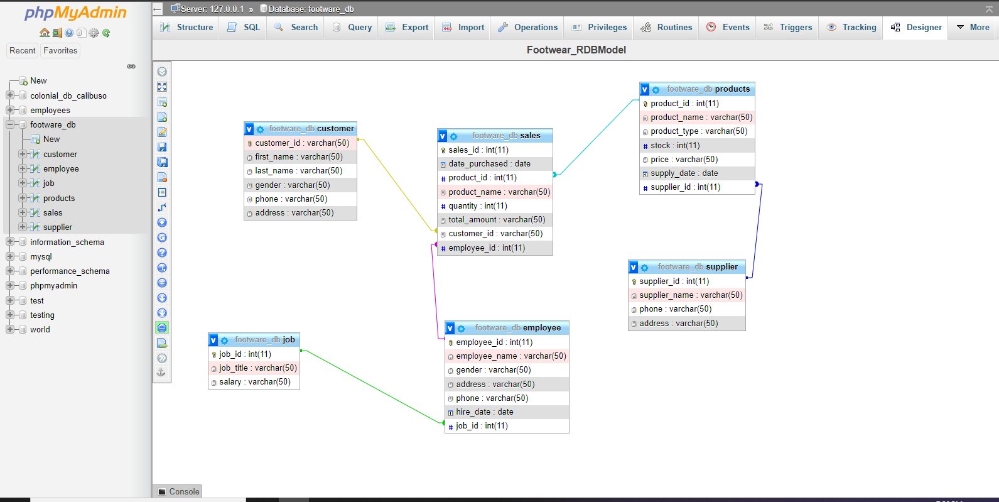 phpMyAdmin
Recent
Favorites
New
colonial_db_calibuso
employees
footware_db
New
customer
employee
job
products
sales
supplier
information_schema
mysql
performance_schema
phpmyadmin
test
testing
world
Server: 127.0.0.1 » Database: footware_db
Structure
SQL
Search
Query
Export
Import
Operations
Privileges
Routines
Events
Triggers
Tracking
Designer
More
Footwear_RDBModel
footware_db customer
customer_id : varchar(50)
first_name : varchar(50)
last_name : varchar(50)
gender : varchar(50)
phone : varchar(50)
address : varchar(50)
footware_db sales
sales_id : int(11)
date_purchased : date
product_id : int(11)
product_name : varchar(50)
quantity : int(11)
total_amount : varchar(50)
customer_id : varchar(50)
employee_id : int(11)
footware_db products
product_id : int(11)
product_name : varchar(50)
product_type : varchar(50)
stock : int(11)
price : varchar(50)
supply_date : date
supplier_id : int(11)
footware_db supplier
supplier_id : int(11)
supplier_name : varchar(50)
phone : varchar(50)
address : varchar(50)
footware_db job
job_id : int(11)
job_title : varchar(50)
salary : varchar(50)
footware_db employee
employee_id : int(11)
employee_name : varchar(50)
gender : varchar(50)
address : varchar(50)
phone : varchar(50)
hire_date : date
job_id : int(11)
Console